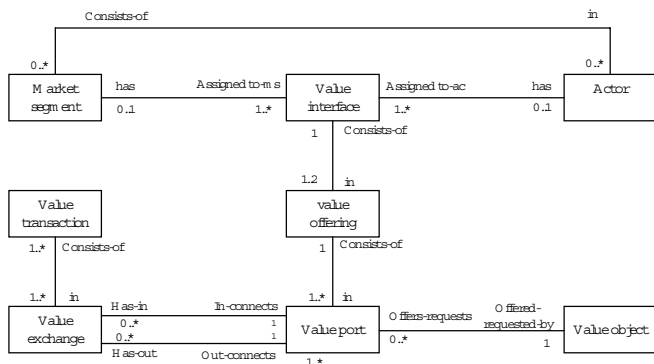 Consists-of in
0..* 0..*
Market segment has Assigned to-ms Value interface Assigned to-ac has Actor
0..1 1..* 1..* 0..1
1 Consists-of
1..2 in
Value transaction value offering
1..* Consists-of 1 Consists-of
1..* in 1..* in
Value exchange Has-in In-connects Value port Offers-requests Offered-requested-by Value object
0..* 1 0..* 1
0..* 1
Has-out Out-connects
1..*